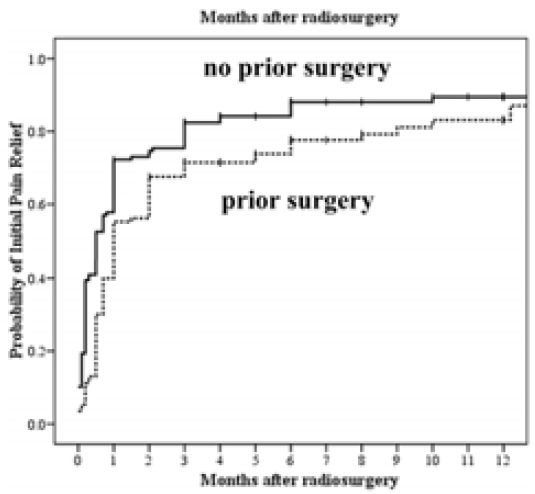 Months after radiosurgery
no prior surgery
prior surgery
Probability of Initial Pain Relief
1.0
0.8
0.6
0.4
0.2
0.0
0 1 2 3 4 5 6 7 8 9 10 11 12
Months after radiosurgery